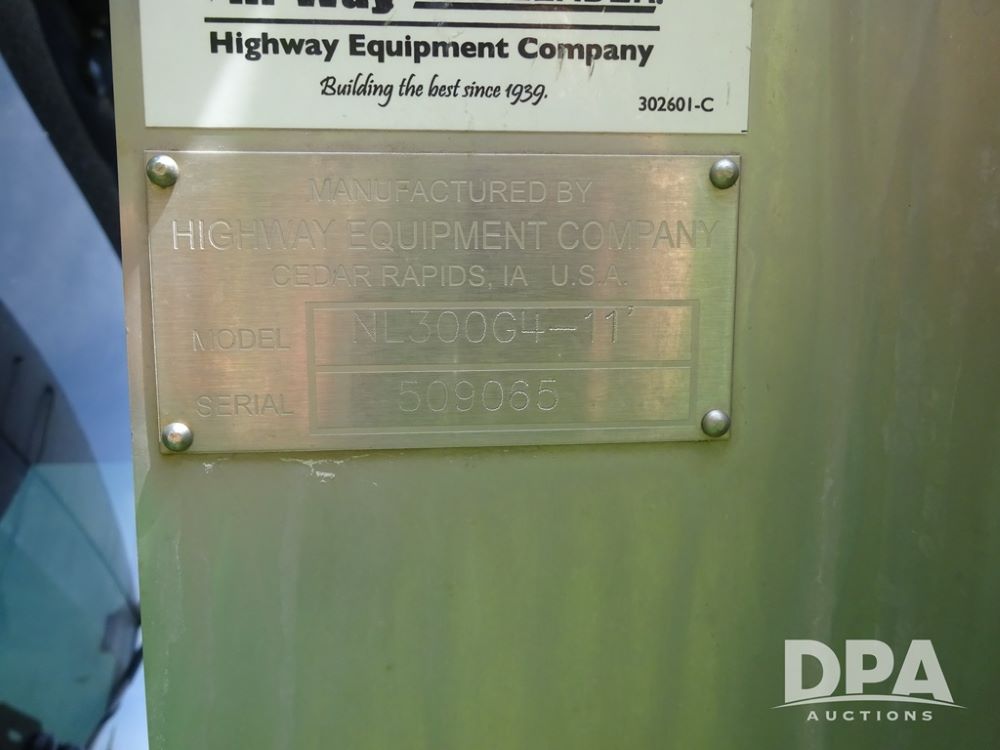 Highway Equipment Company
Building the best since 1939.
302601-C
MANUFACTURED BY
HIGHWAY EQUIPMENT COMPANY
CEDAR RAPIDS, IA U.S.A.
MODEL NL300G4-11'
SERIAL 509065
DPA
AUCTIONS